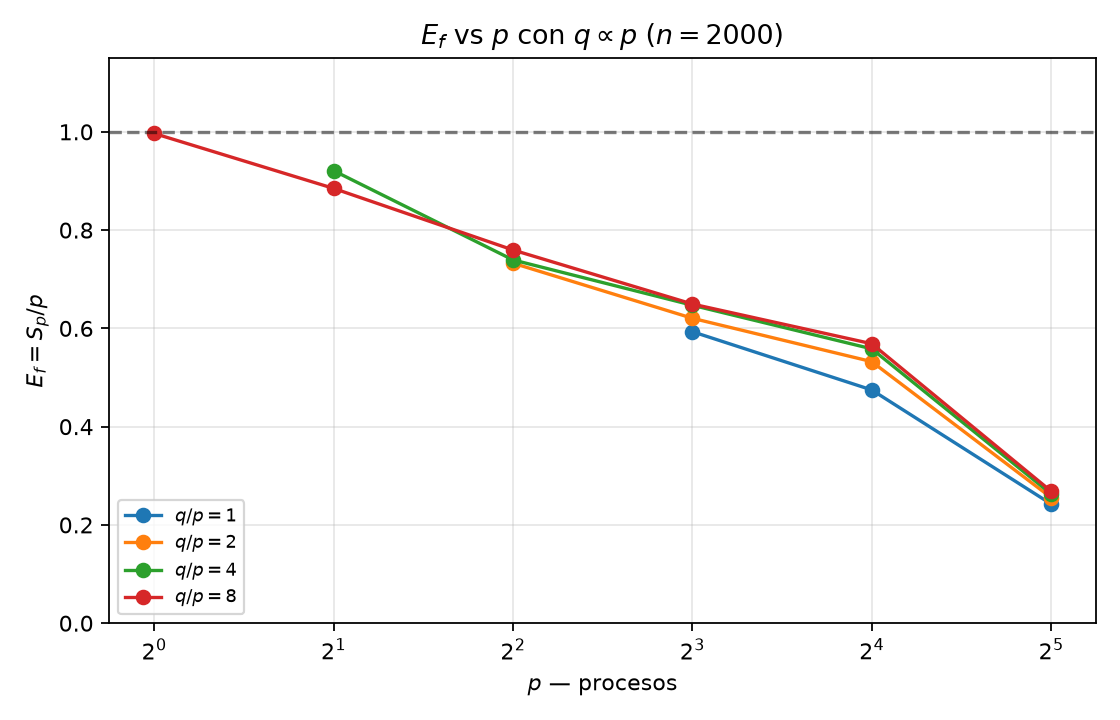 E_f vs p con q ∝ p (n = 2000)
E_f = S_p/p
1.0
0.8
0.6
0.4
0.2
0.0
q/p = 1
q/p = 2
q/p = 4
q/p = 8
2^0 2^1 2^2 2^3 2^4 2^5
p — procesos